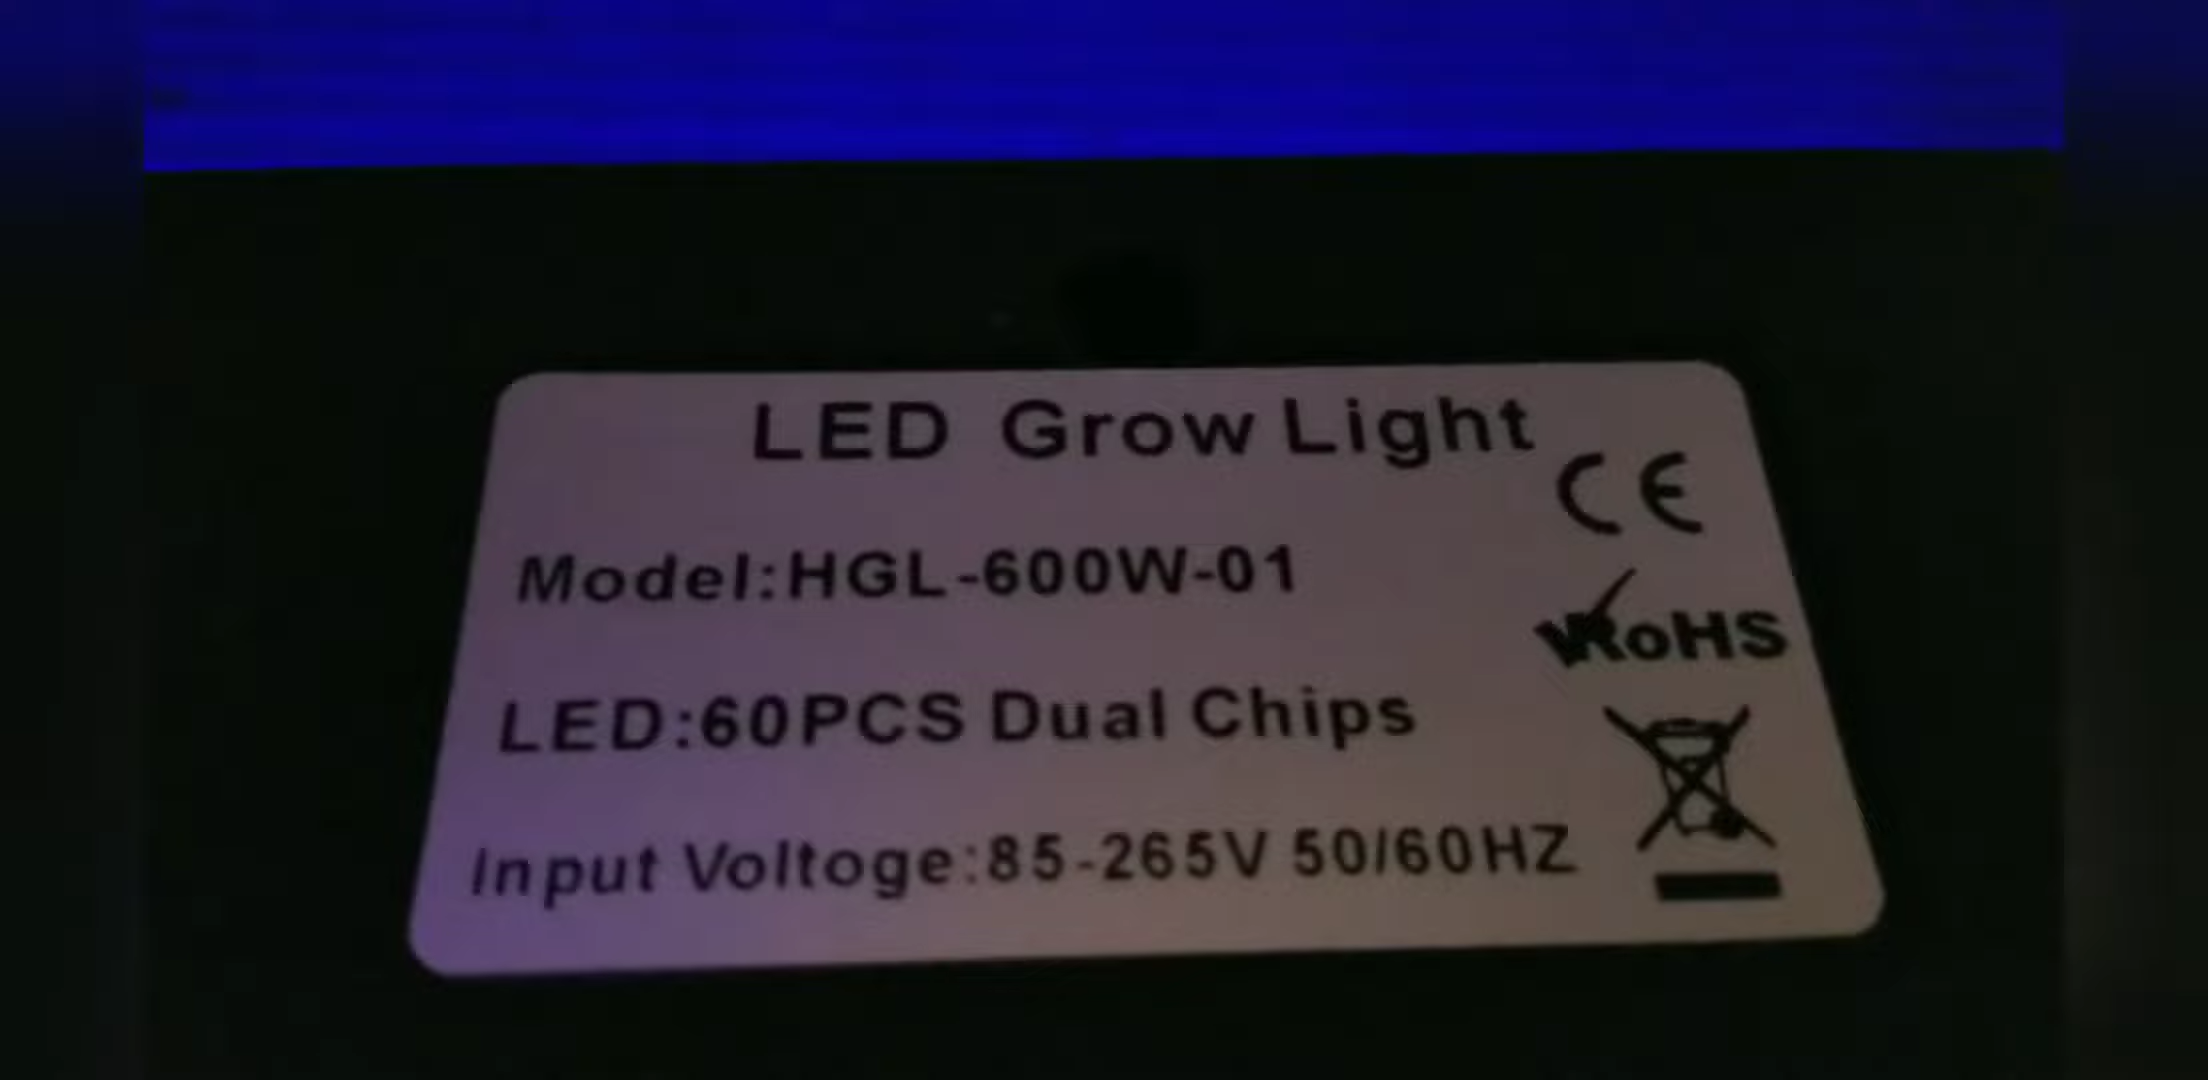 LED Grow Light
CE
Model:HGL-600W-01
RoHS
LED:60PCS Dual Chips
Input Voltoge:85-265V 50/60HZ